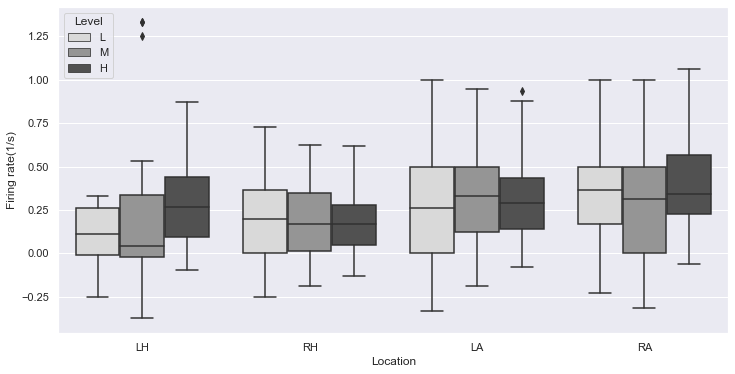 Level
L
M
H
1.25
1.00
0.75
0.50
0.25
0.00
−0.25
Firing rate(1/s)
LH RH LA RA
Location